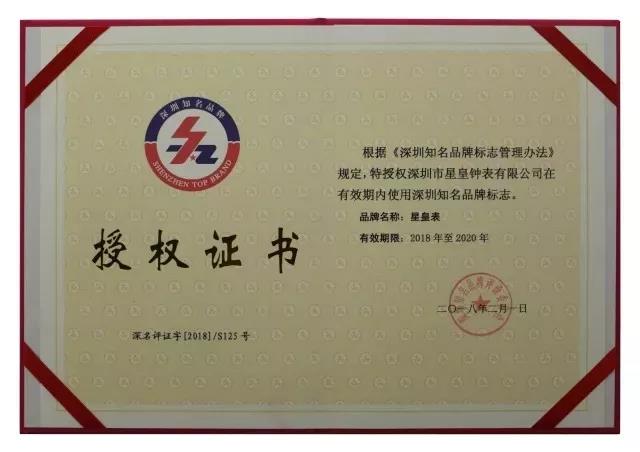 深圳知名品牌
SHENZHEN TOP BRAND
授权证书
深名评证字[2018]/S125号
根据《深圳知名品牌标志管理办法》
规定，特授权深圳市星皇钟表有限公司在
有效期内使用深圳知名品牌标志。
品牌名称：星皇表
有效期限：2018年至2020年
二〇一八年二月一日